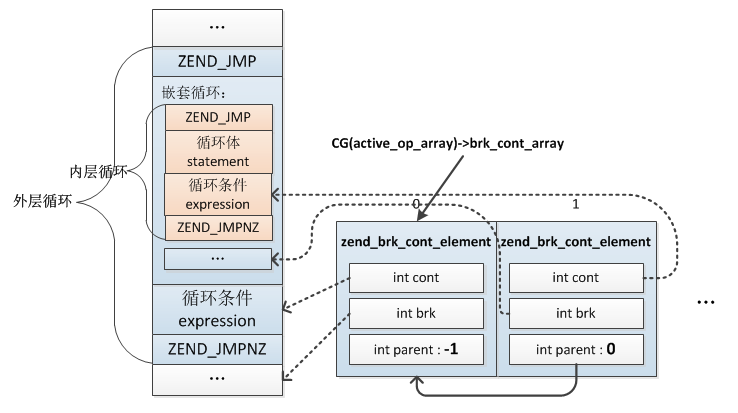 ...
ZEND_JMP
嵌套循环：
ZEND_JMP
循环体
statement
循环条件
expression
ZEND_JMPNZ
...
循环条件
expression
ZEND_JMPNZ
...
内层循环
外层循环
CG(active_op_array)->brk_cont_array
0
1
zend_brk_cont_element
int cont
int brk
int parent : -1
zend_brk_cont_element
int cont
int brk
int parent : 0
...